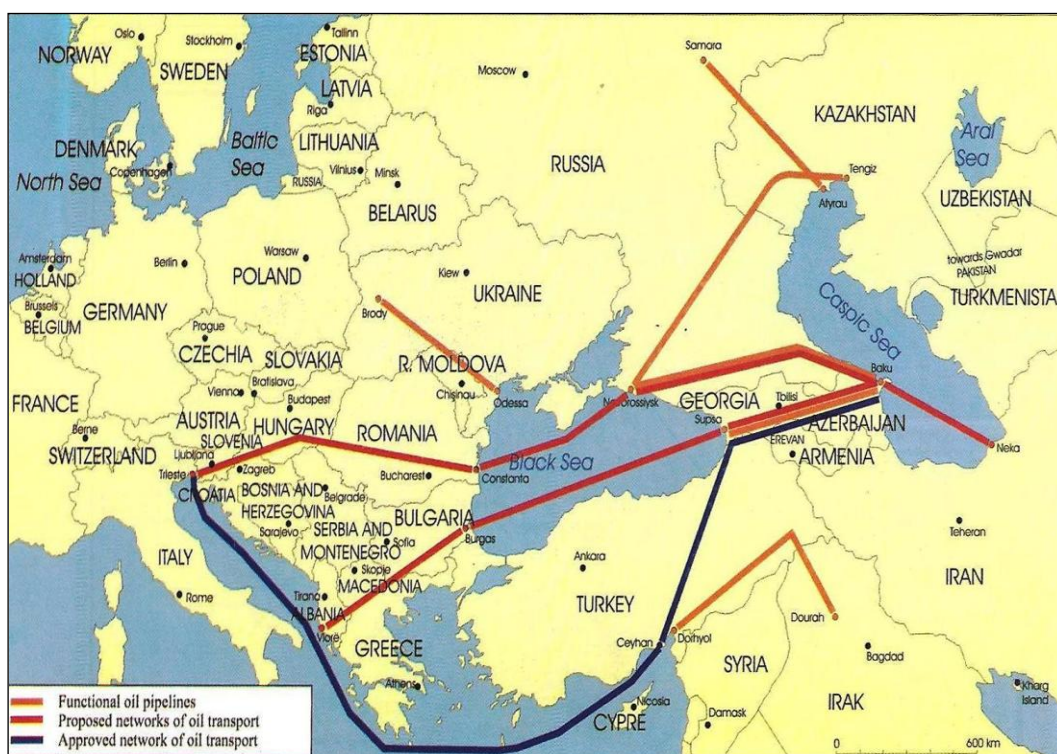 NORWAY
Oslo
Stockholm
SWEDEN
Tallinn
ESTONIA
LATVIA
Riga
LITHUANIA
Vilnius
RUSSIA
Minsk
BELARUS
Moscow
RUSSIA
Samara
KAZAKHSTAN
Aral
Sea
UZBEKISTAN
Tengiz
Atyrau
DENMARK
Copenhagen
North Sea
Baltic
Sea
Amsterdam
HOLLAND
Brussels
BELGIUM
Berlin
GERMANY
Warsaw
POLAND
Kiew
UKRAINE
Brody
Prague
CZECHIA
SLOVAKIA
R. MOLDOVA
Chişinau
Odessa
towards Gwadar
PAKISTAN
TURKMENISTA
Caspic Sea
Baku
FRANCE
Berne
SWITZERLAND
Vienna
Bratislava
AUSTRIA
Budapest
HUNGARY
SLOVENIA
Ljubljana
Trieste
Zagreb
CROATIA
ROMANIA
Bucharest
Constanta
Black Sea
Novorossiysk
GEORGIA
Tbilisi
Supsa
AZERBAIJAN
EREVAN
ARMENIA
Neka
BOSNIA AND
HERZEGOVINA
Sarajevo
Belgrade
SERBIA AND
MONTENEGRO
BULGARIA
Sofia
Burgas
Skopje
MACEDONIA
Tirana
ALBANIA
Vlorë
ITALY
Rome
GREECE
Athens
Ankara
TURKEY
Ceyhan
Dörhyol
Dourah
Teheran
IRAN
SYRIA
Bagdad
IRAK
Kharg
Island
Nicosia
CYPRE
Damask
Functional oil pipelines
Proposed networks of oil transport
Approved network of oil transport
0
600 km